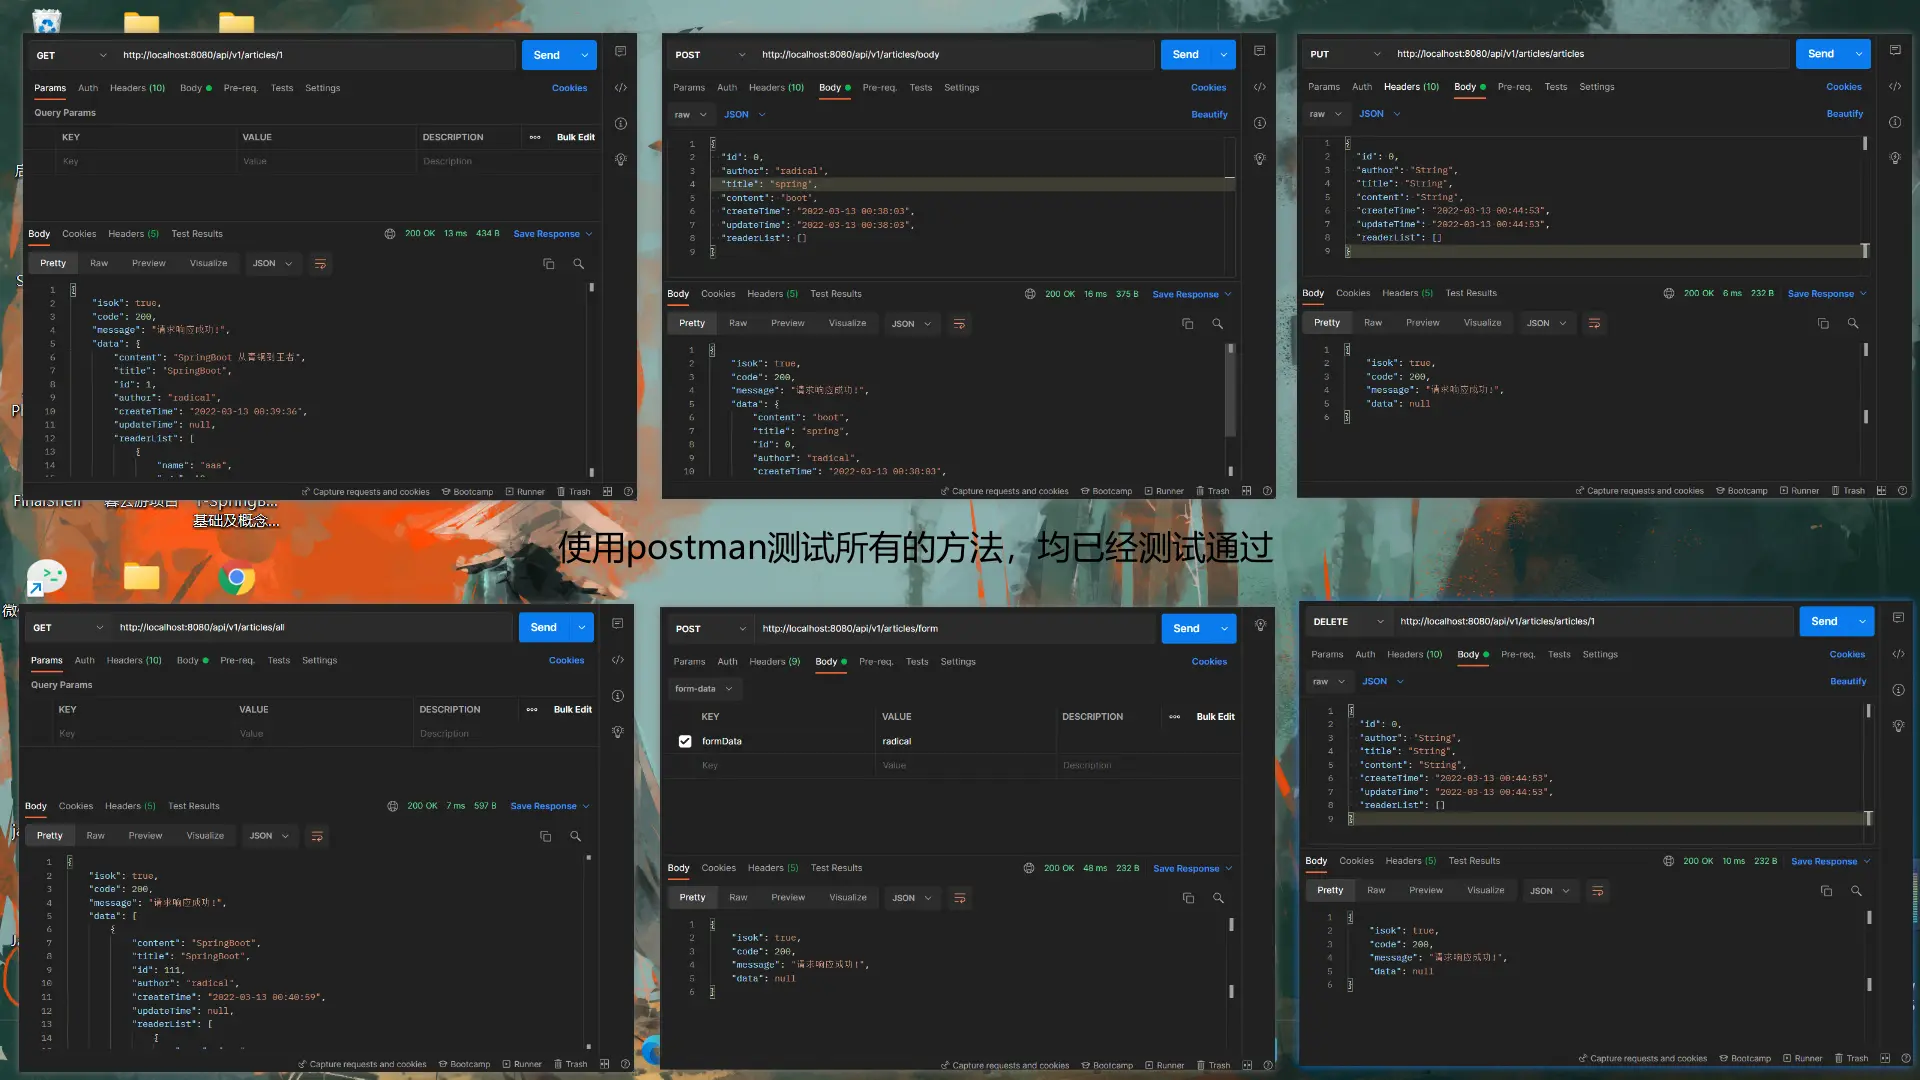 GET
http://localhost:8080/api/v1/articles/1
Send
Params Auth Headers (10) Body Pre-req. Tests Settings
Cookies
Query Params
KEY VALUE DESCRIPTION Bulk Edit
Key Value Description
Body Cookies Headers (5) Test Results
200 OK 13 ms 434 B Save Response
Pretty Raw Preview Visualize JSON
1 {
2 "isok": true,
3 "code": 200,
4 "message": "请求响应成功!",
5 "data": {
6 "content": "SpringBoot 从青铜到王者",
7 "title": "SpringBoot",
8 "id": 1,
9 "author": "radical",
10 "createTime": "2022-03-13 00:39:36",
11 "updateTime": null,
12 "readerList": [
13 {
14 "name": "aaa",
Capture requests and cookies Bootcamp Runner Trash
POST
http://localhost:8080/api/v1/articles/body
Send
Params Auth Headers (10) Body Pre-req. Tests Settings
Cookies
raw JSON
Beautify
1 {
2 "id": 0,
3 "author": "radical",
4 "title": "spring",
5 "content": "boot",
6 "createTime": "2022-03-13 00:38:03",
7 "updateTime": "2022-03-13 00:38:03",
8 "readerList": []
9 }
Body Cookies Headers (5) Test Results
200 OK 16 ms 375 B Save Response
Pretty Raw Preview Visualize JSON
1 {
2 "isok": true,
3 "code": 200,
4 "message": "请求响应成功!",
5 "data": {
6 "content": "boot",
7 "title": "spring",
8 "id": 0,
9 "author": "radical",
10 "createTime": "2022-03-13 00:38:03",
Capture requests and cookies Bootcamp Runner Trash
PUT
http://localhost:8080/api/v1/articles/articles
Send
Params Auth Headers (10) Body Pre-req. Tests Settings
Cookies
raw JSON
Beautify
1 {
2 "id": 0,
3 "author": "String",
4 "title": "String",
5 "content": "String",
6 "createTime": "2022-03-13 00:44:53",
7 "updateTime": "2022-03-13 00:44:53",
8 "readerList": []
9 }
Body Cookies Headers (5) Test Results
200 OK 6 ms 232 B Save Response
Pretty Raw Preview Visualize JSON
1 {
2 "isok": true,
3 "code": 200,
4 "message": "请求响应成功!",
5 "data": null
6 }
Capture requests and cookies Bootcamp Runner Trash
基础及概念...
使用postman测试所有的方法，均已经测试通过
GET
http://localhost:8080/api/v1/articles/all
Send
Params Auth Headers (10) Body Pre-req. Tests Settings
Cookies
Query Params
KEY VALUE DESCRIPTION Bulk Edit
Key Value Description
Body Cookies Headers (5) Test Results
200 OK 7 ms 597 B Save Response
Pretty Raw Preview Visualize JSON
1 {
2 "isok": true,
3 "code": 200,
4 "message": "请求响应成功!",
5 "data": [
6 {
7 "content": "SpringBoot",
8 "title": "SpringBoot",
9 "id": 111,
10 "author": "radical",
11 "createTime": "2022-03-13 00:40:59",
12 "updateTime": null,
13 "readerList": [
14 {
Capture requests and cookies Bootcamp Runner Trash
POST
http://localhost:8080/api/v1/articles/form
Send
Params Auth Headers (9) Body Pre-req. Tests Settings
Cookies
form-data
KEY VALUE DESCRIPTION Bulk Edit
formData radical
Key Value Description
Body Cookies Headers (5) Test Results
200 OK 48 ms 232 B Save Response
Pretty Raw Preview Visualize JSON
1 {
2 "isok": true,
3 "code": 200,
4 "message": "请求响应成功!",
5 "data": null
6 }
Capture requests and cookies Bootcamp Runner Trash
DELETE
http://localhost:8080/api/v1/articles/articles/1
Send
Params Auth Headers (10) Body Pre-req. Tests Settings
Cookies
raw JSON
Beautify
1 {
2 "id": 0,
3 "author": "String",
4 "title": "String",
5 "content": "String",
6 "createTime": "2022-03-13 00:44:53",
7 "updateTime": "2022-03-13 00:44:53",
8 "readerList": []
9 }
Body Cookies Headers (5) Test Results
200 OK 10 ms 232 B Save Response
Pretty Raw Preview Visualize JSON
1 {
2 "isok": true,
3 "code": 200,
4 "message": "请求响应成功!",
5 "data": null
6 }
Capture requests and cookies Bootcamp Runner Trash